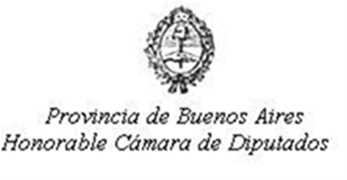 Provincia de Buenos Aires
Honorable Cámara de Diputados